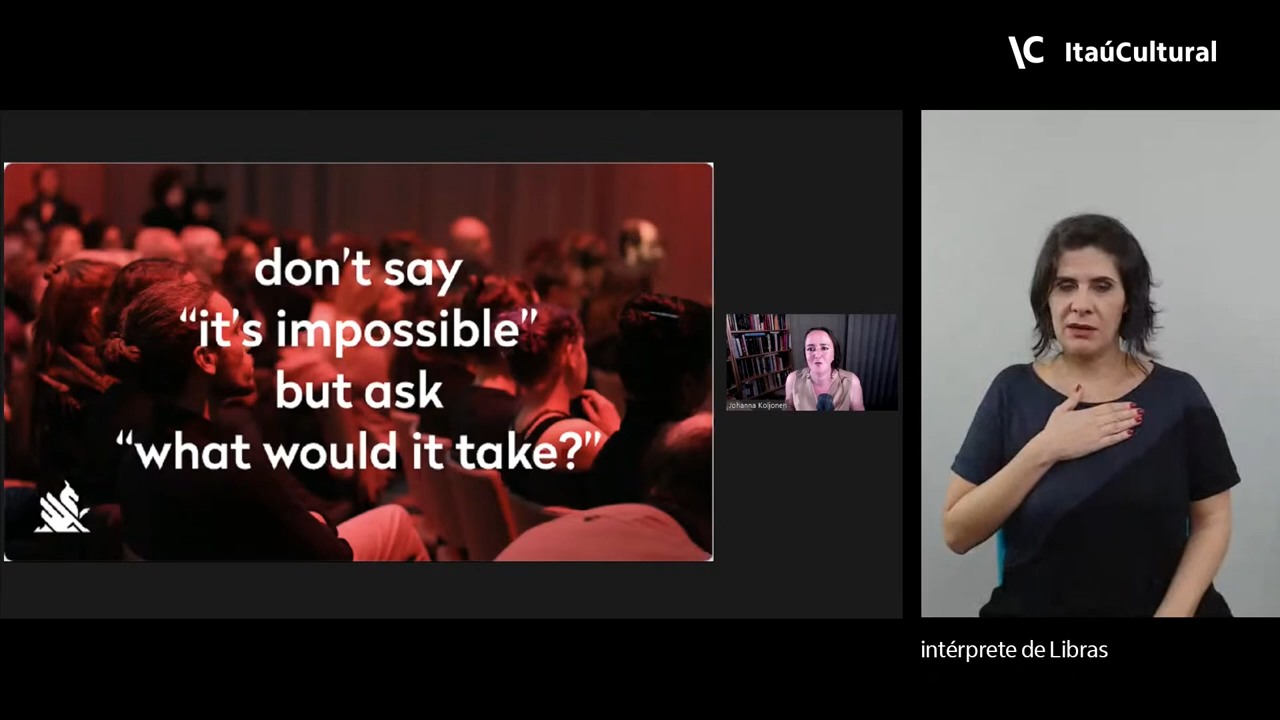 \C ItaúCultural
don't say
“it's impossible”
but ask
“what would it take?”
Johanna Koljonen
intérprete de Libras